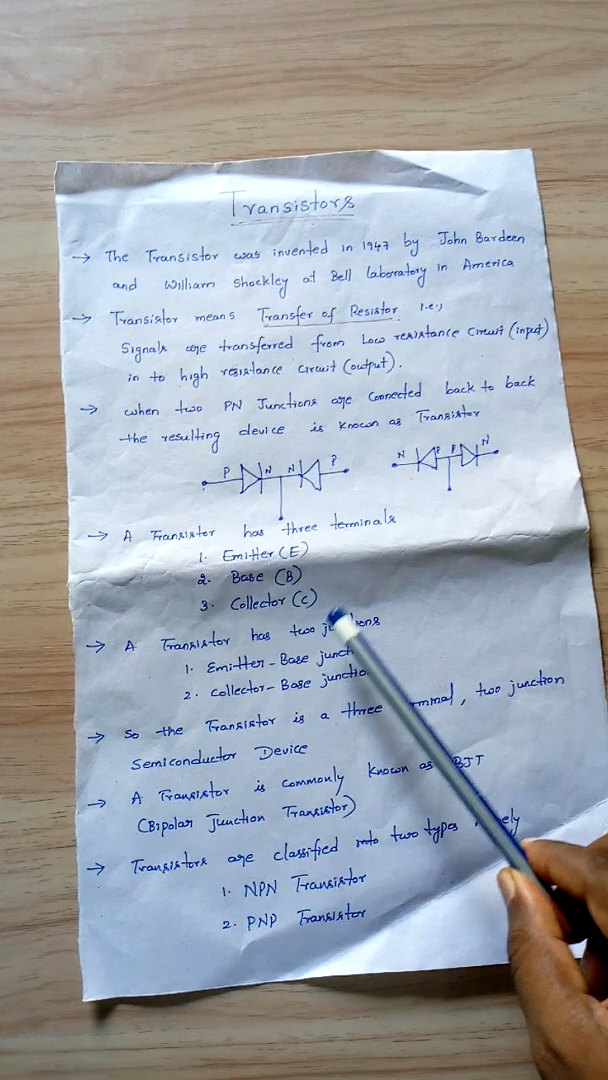 Transistors
→ The Transistor was invented in 1947 by John Bardeen
and William Shockley at Bell laboratory in America
→ Transistor means Transfer of Resistor i.e.,
Signals are transferred from Low resistance circuit (input)
in to high resistance circuit (output).
→ when two PN Junctions are connected back to back
the resulting device is known as Transistor
P N N P N P P N
→ A Transistor has three terminals
1. Emitter (E)
2. Base (B)
3. Collector (C)
→ A Transistor has two
1. Emitter - Base
2. Collector - Base
→ So the Transistor is a three , two junction
Semiconductor Device
→ A Transistor is commonly known as BJT
(Bipolar Junction Transistor)
→ Transistors are classified into two types
1. NPN Transistor
2. PNP Transistor